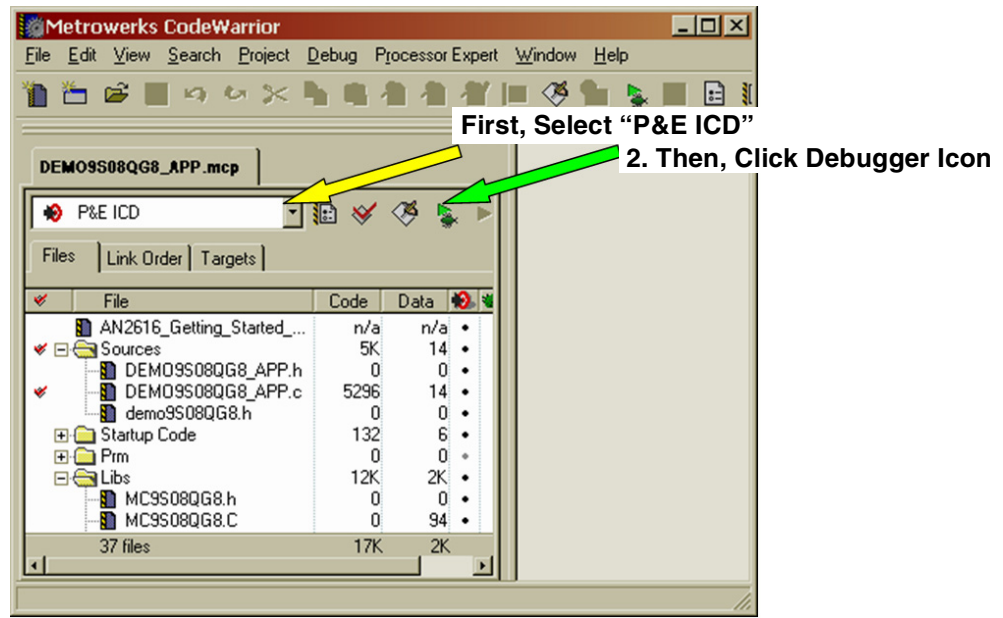 Metrowerks CodeWarrior
File Edit View Search Project Debug Processor Expert Window Help
First, Select “P&E ICD”
2. Then, Click Debugger Icon
DEMO9S08QG8_APP.mcp
P&E ICD
Files Link Order Targets
File Code Data
AN2616_Getting_Started_... n/a n/a
Sources 5K 14
DEMO9S08QG8_APP.h 0 0
DEMO9S08QG8_APP.c 5296 14
demo9S08QG8.h 0 0
Startup Code 132 6
Prm 0 0
Libs 12K 2K
MC9S08QG8.h 0 0
MC9S08QG8.C 0 94
37 files 17K 2K